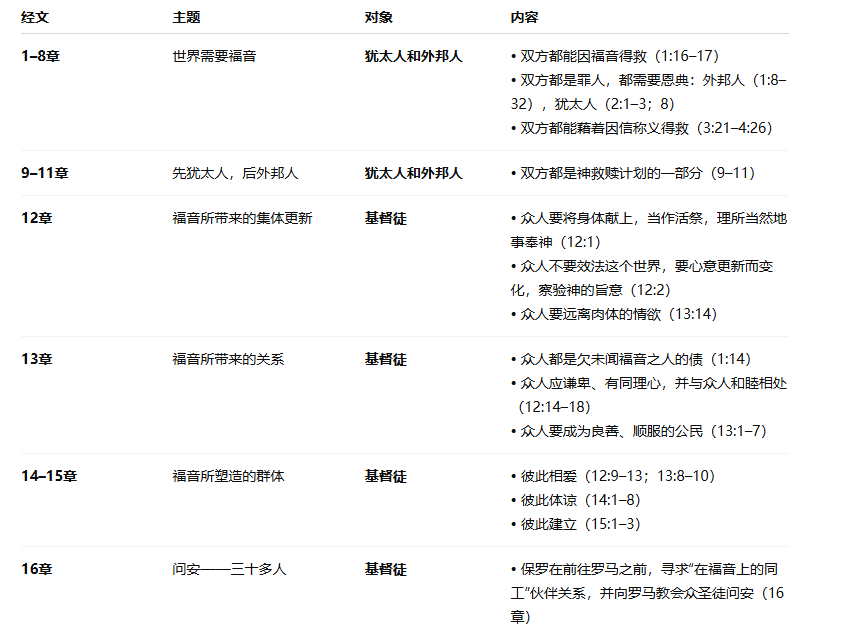 经文 主题 对象 内容
1–8章 世界需要福音 犹太人和外邦人 • 双方都能因福音得救（1:16–17）
• 双方都是罪人，都需要恩典：外邦人（1:8–
32），犹太人（2:1–3；8）
• 双方都能藉着因信称义得救（3:21–4:26）
9–11章 先犹太人，后外邦人 犹太人和外邦人 • 双方都是神救赎计划的一部分（9–11）
12章 福音所带来的集体更新 基督徒 • 众人要将身体献上，当作活祭，理所当然地
事奉神（12:1）
• 众人不要效法这个世界，要心意更新而变
化，察验神的旨意（12:2）
• 众人要远离肉体的情欲（13:14）
13章 福音所带来的关系 基督徒 • 众人都是欠未闻福音之人的债（1:14）
• 众人应谦卑、有同理心，并与众人和睦相处
（12:14–18）
• 众人要成为良善、顺服的公民（13:1–7）
14–15章 福音所塑造的群体 基督徒 • 彼此相爱（12:9–13；13:8–10）
• 彼此体谅（14:1–8）
• 彼此建立（15:1–3）
16章 问安——三十多人 基督徒 • 保罗在前往罗马之前，寻求“在福音上的同
工”伙伴关系，并向罗马教会众圣徒问安（16
章）